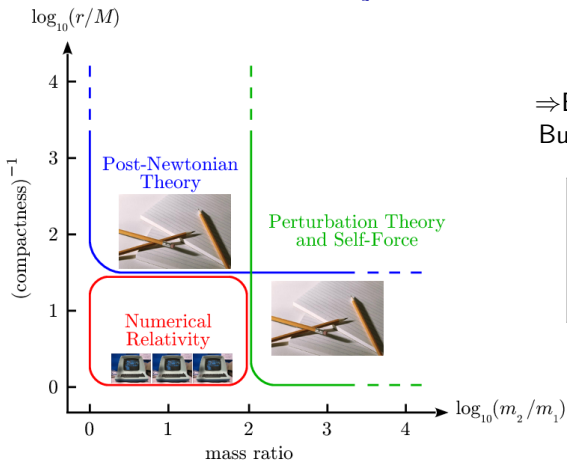 log₁₀(r/M)
4
⇒E
Bu
3
Post-Newtonian
Theory
Perturbation Theory
and Self-Force
(compactness)⁻¹
2
1
Numerical
Relativity
0
log₁₀(m₂/m₁)
0 1 2 3 4
mass ratio